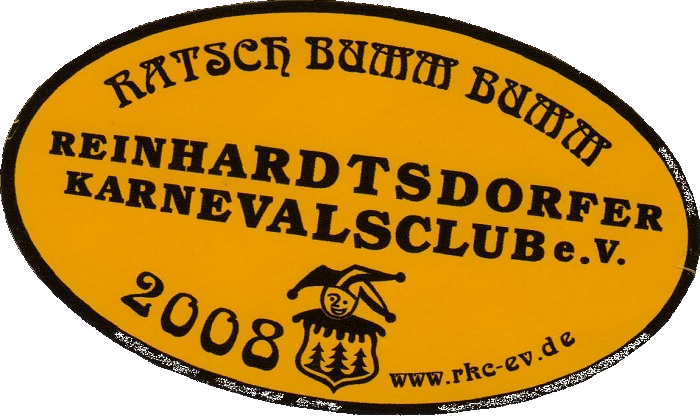 RATSCH BUMM BUMM
REINHARDTSDORFER
KARNEVALSCLUB e.V.
2008
www.rkc-ev.de